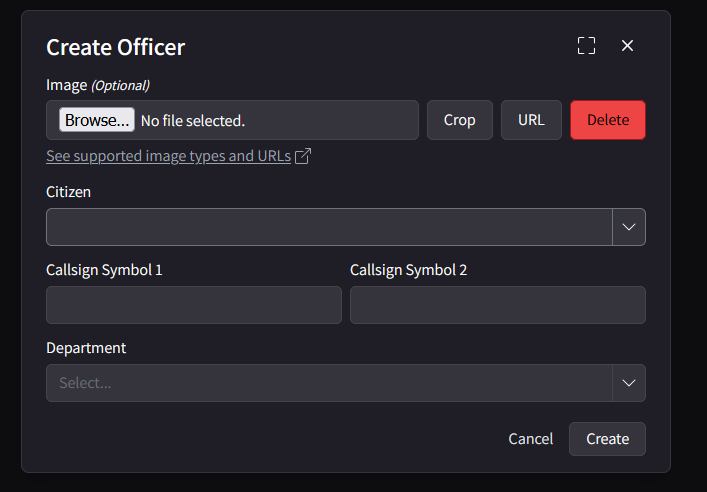 Create Officer
Image (Optional)
Browse... No file selected. Crop URL Delete
See supported image types and URLs
Citizen
Callsign Symbol 1 Callsign Symbol 2
Department
Select...
Cancel Create